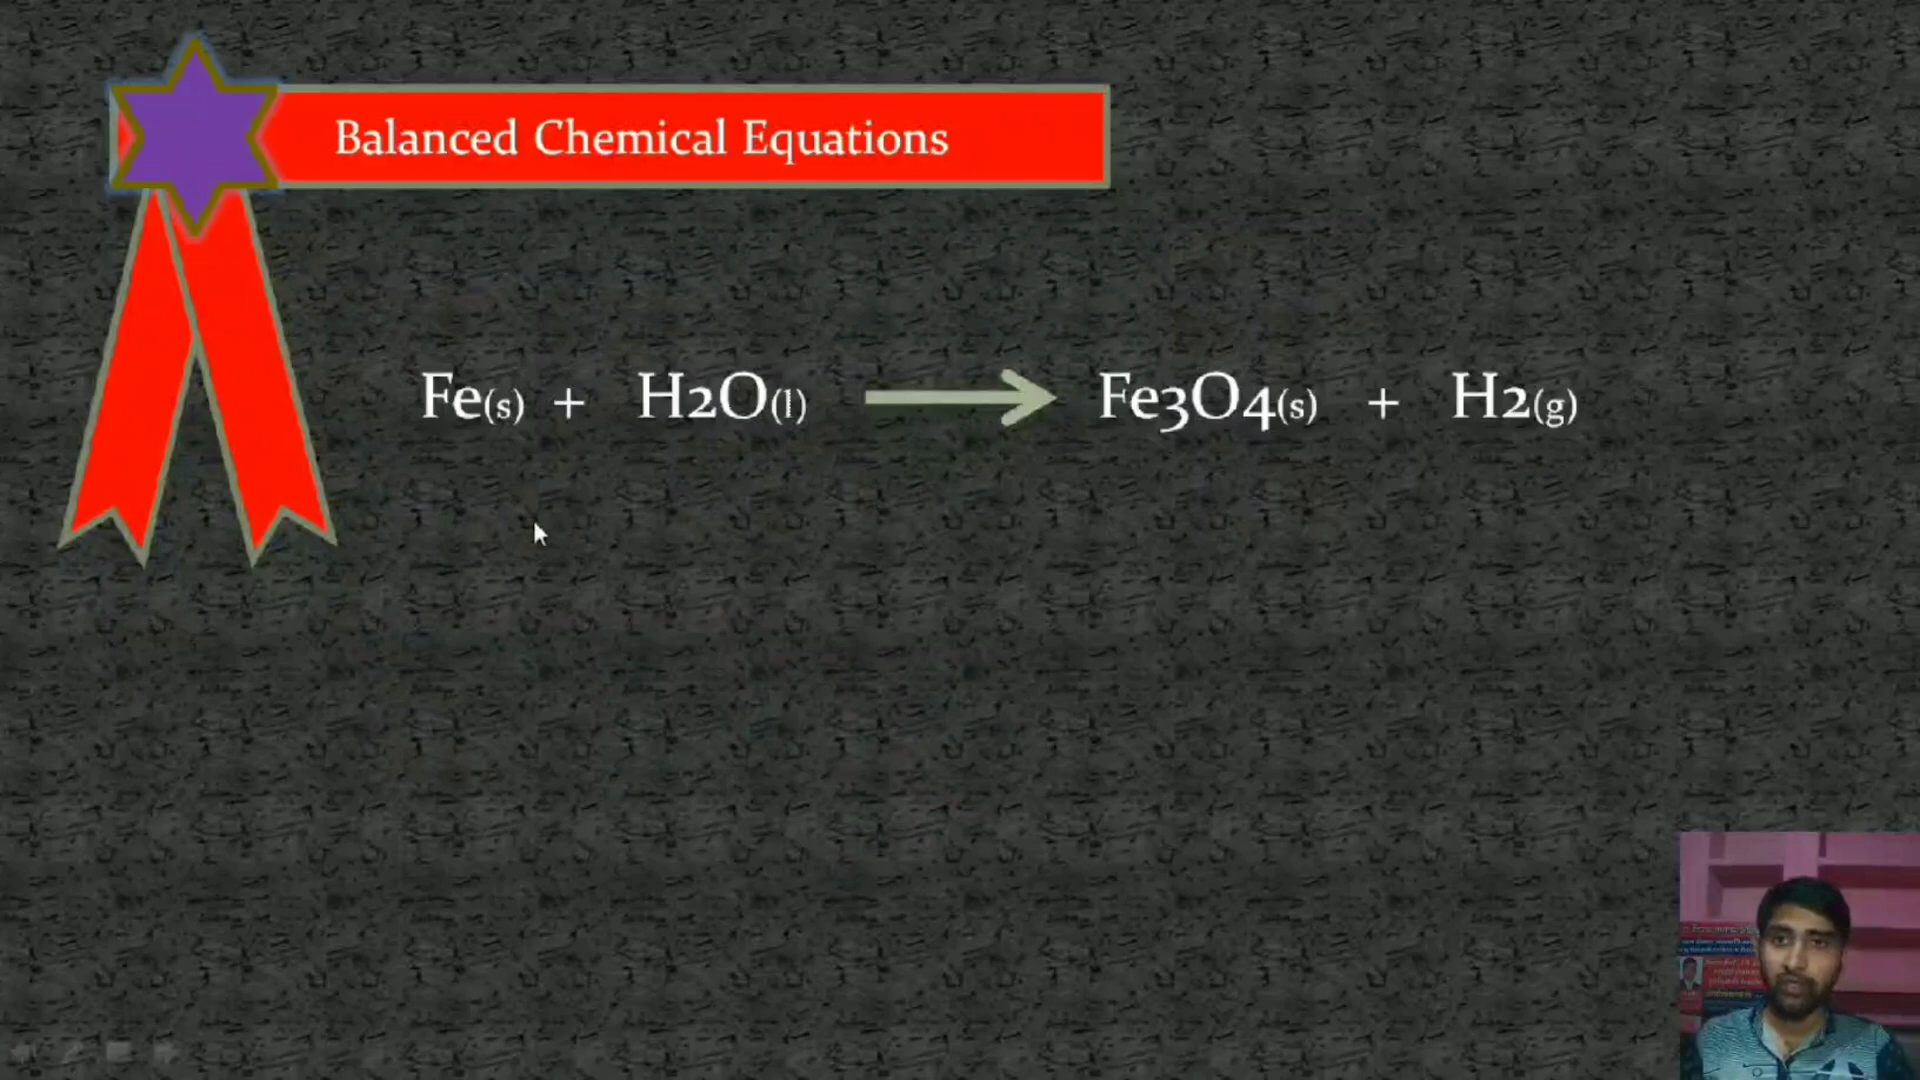 Balanced Chemical Equations
Fe(s) + H2O(l) → Fe3O4(s) + H2(g)